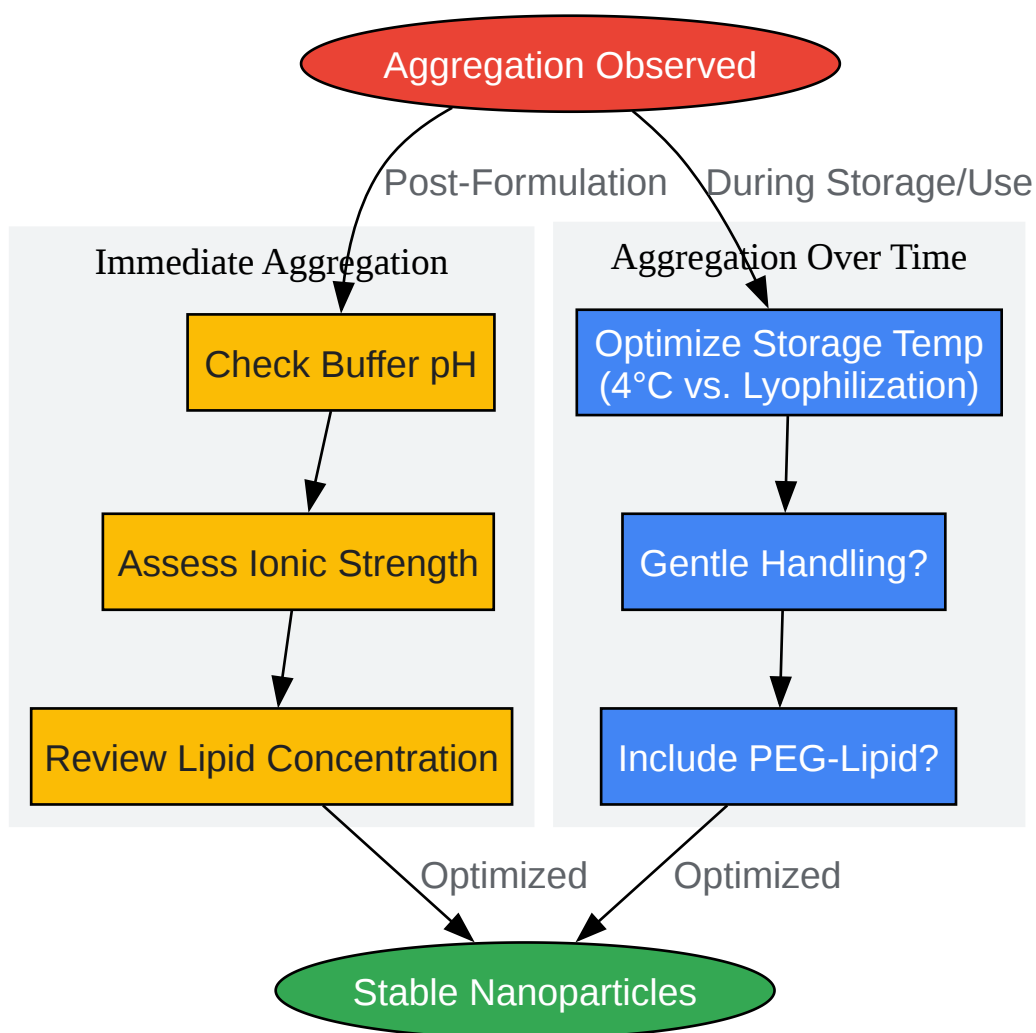 Aggregation Observed
Post-Formulation
During Storage/Use
Immediate Aggregation
Check Buffer pH
Assess Ionic Strength
Review Lipid Concentration
Aggregation Over Time
Optimize Storage Temp
(4°C vs. Lyophilization)
Gentle Handling?
Include PEG-Lipid?
Optimized
Optimized
Stable Nanoparticles